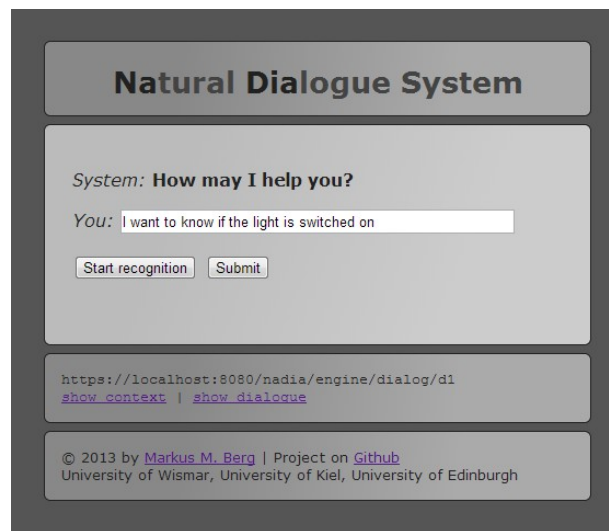 Natural Dialogue System
System: How may I help you?
You: I want to know if the light is switched on
Start recognition Submit
https://localhost:8080/nadia/engine/dialog/d1
show context | show dialogue
© 2013 by Markus M. Berg | Project on Github
University of Wismar, University of Kiel, University of Edinburgh